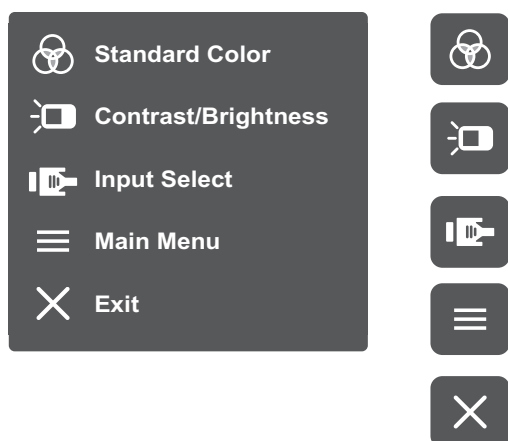 Standard Color
Contrast/Brightness
Input Select
Main Menu
Exit